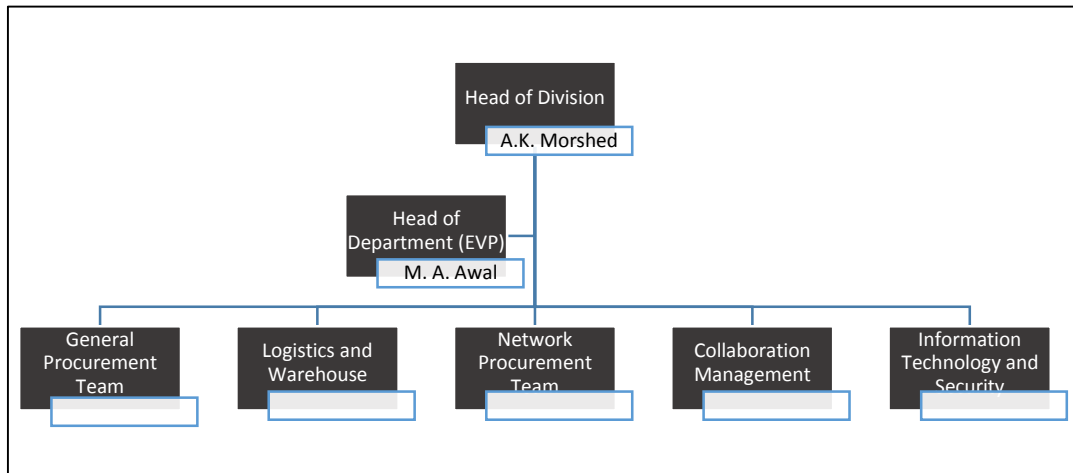 Head of Division
A.K. Morshed
Head of
Department (EVP)
M. A. Awal
General
Procurement
Team
Logistics and
Warehouse
Network
Procurement
Team
Collaboration
Management
Information
Technology and
Security